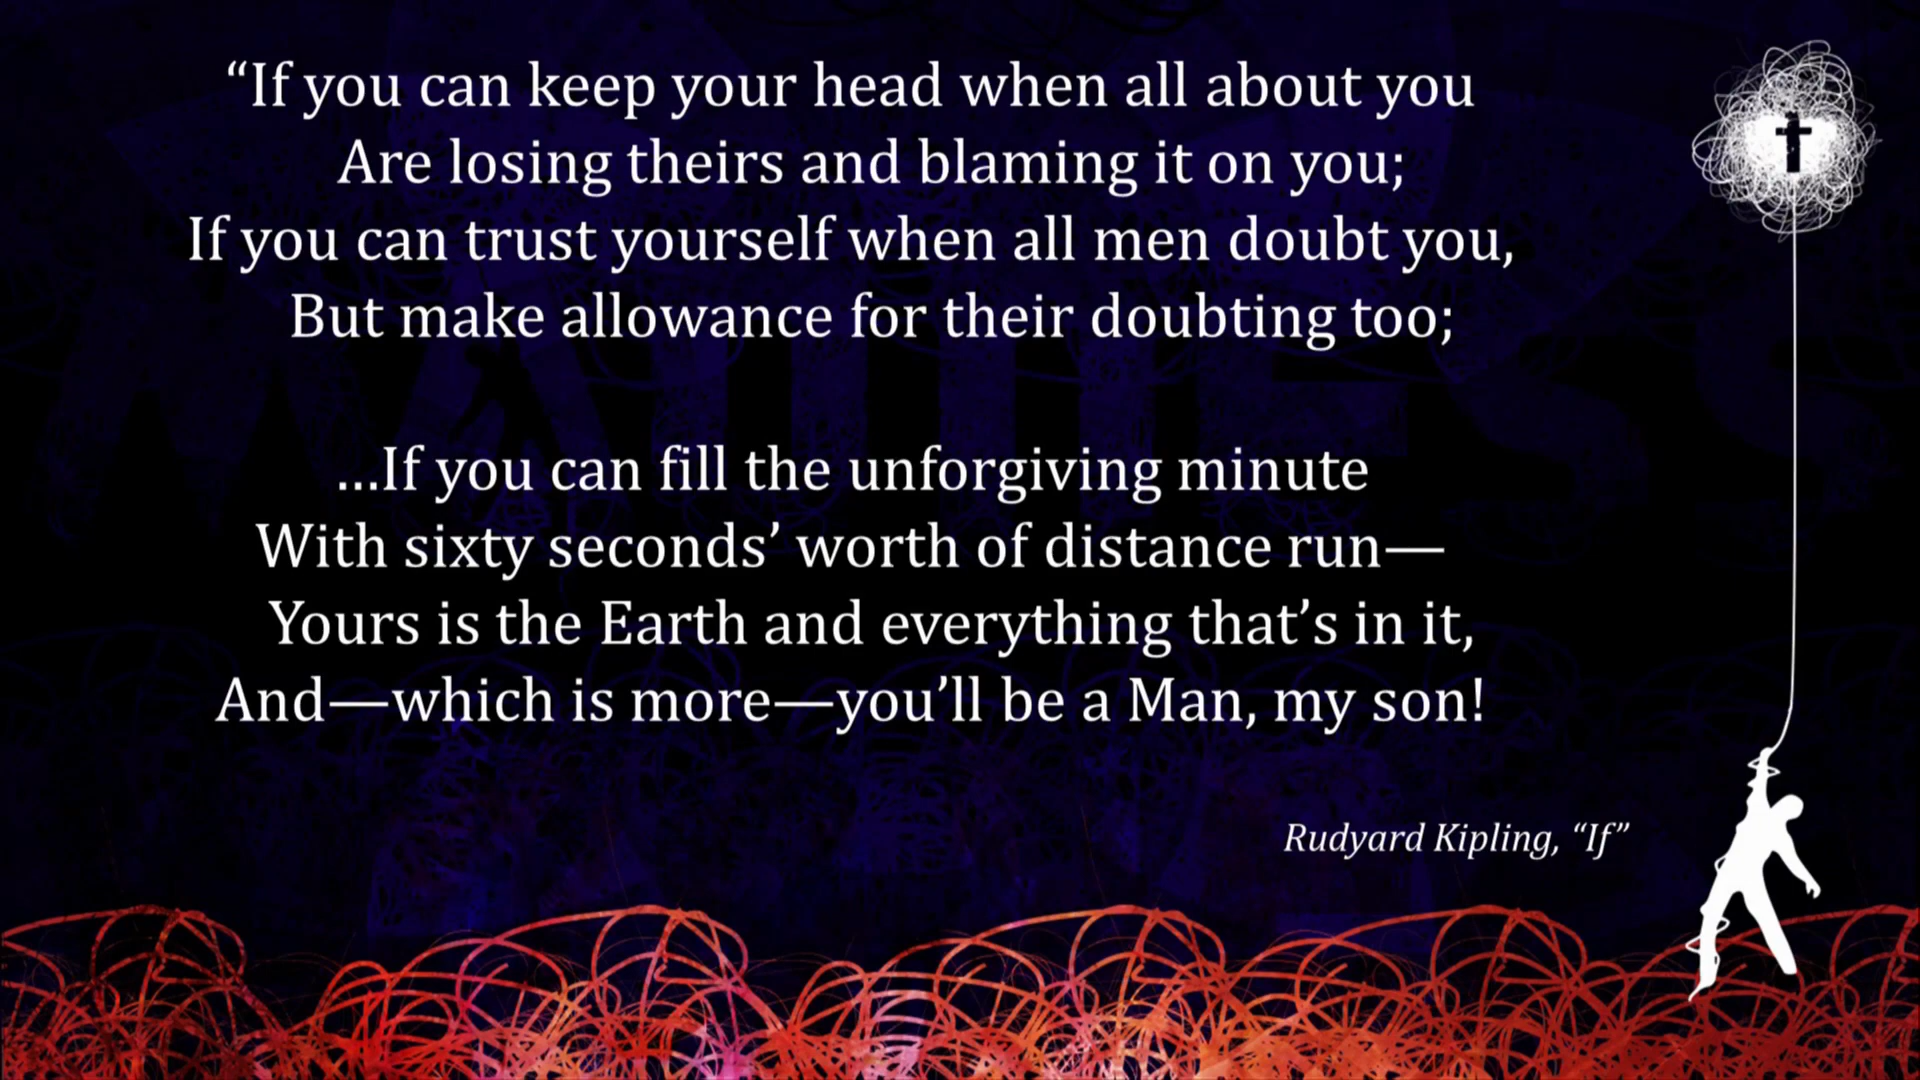 “If you can keep your head when all about you
Are losing theirs and blaming it on you;
If you can trust yourself when all men doubt you,
But make allowance for their doubting too;
…If you can fill the unforgiving minute
With sixty seconds’ worth of distance run—
Yours is the Earth and everything that’s in it,
And—which is more—you’ll be a Man, my son!
Rudyard Kipling, “If”